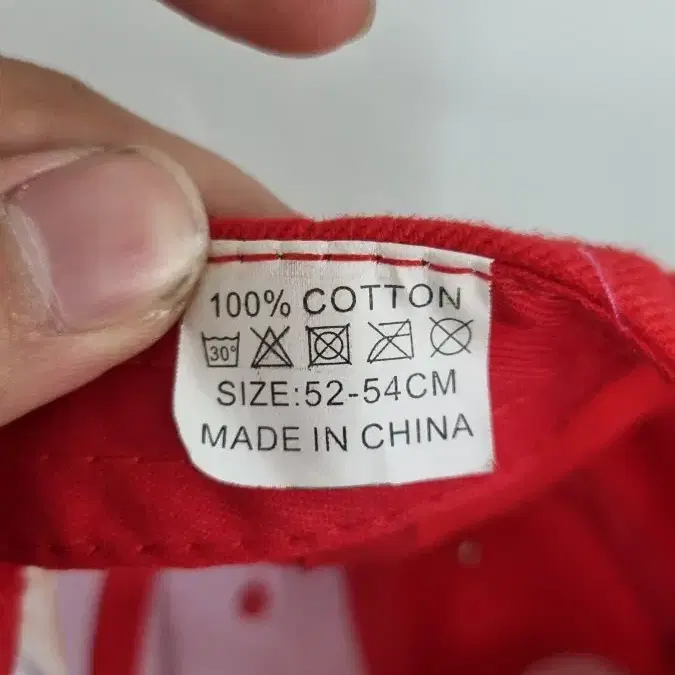 100% COTTON
30°
SIZE:52-54CM
MADE IN CHINA